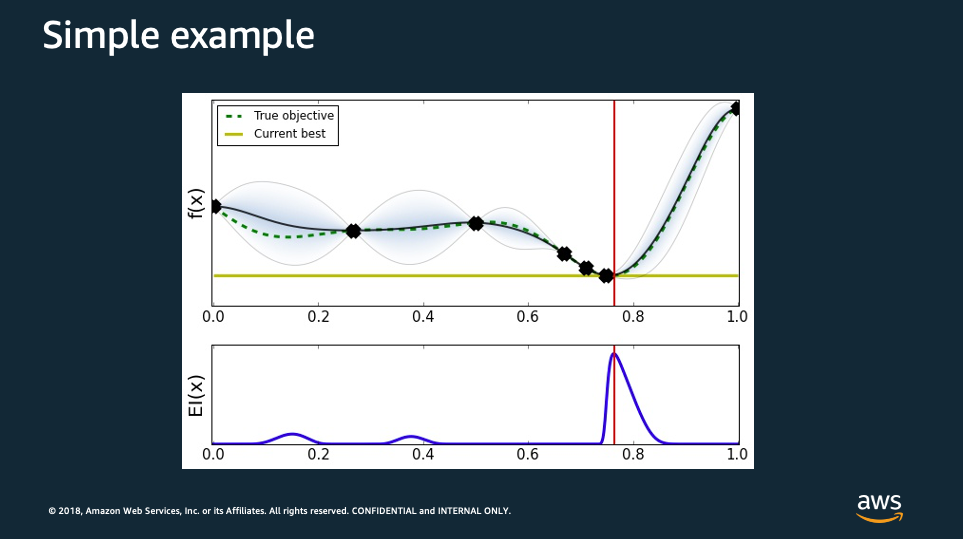 Simple example
True objective
Current best
f(x)
0.0 0.2 0.4 0.6 0.8 1.0
EI(x)
0.0 0.2 0.4 0.6 0.8 1.0
© 2018, Amazon Web Services, Inc. or its Affiliates. All rights reserved. CONFIDENTIAL and INTERNAL ONLY.
aws